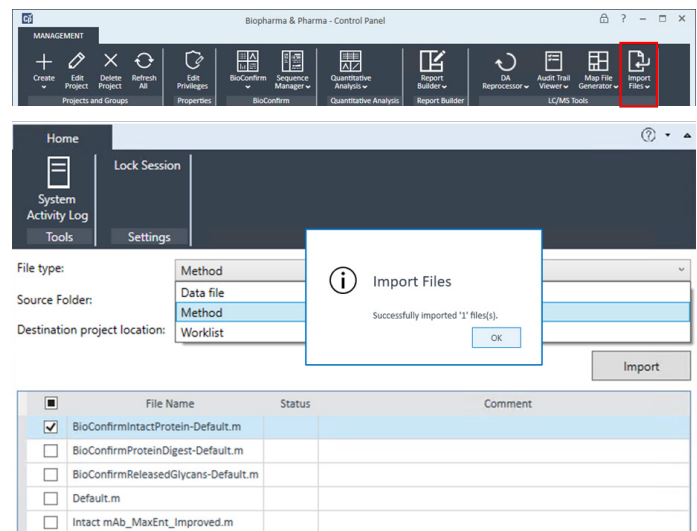 Biopharma & Pharma - Control Panel
MANAGEMENT
Create Edit Project Delete Project Refresh All Edit Privileges BioConfirm Sequence Manager Quantitative Analysis Report Builder DA Reprocessor Audit Trail Viewer Map File Generator Import Files
Projects and Groups Properties BioConfirm Quantitative Analysis Report Builder LC/MS Tools
Home
System Activity Log
Lock Session
Tools Settings
File type: Method
Data file
Source Folder: Method
Destination project location: Worklist
Import Files
Successfully imported '1' files(s).
OK
Import
File Name Status Comment
BioConfirmIntactProtein-Default.m
BioConfirmProteinDigest-Default.m
BioConfirmReleasedGlycans-Default.m
Default.m
Intact mAb_MaxEnt_Improved.m